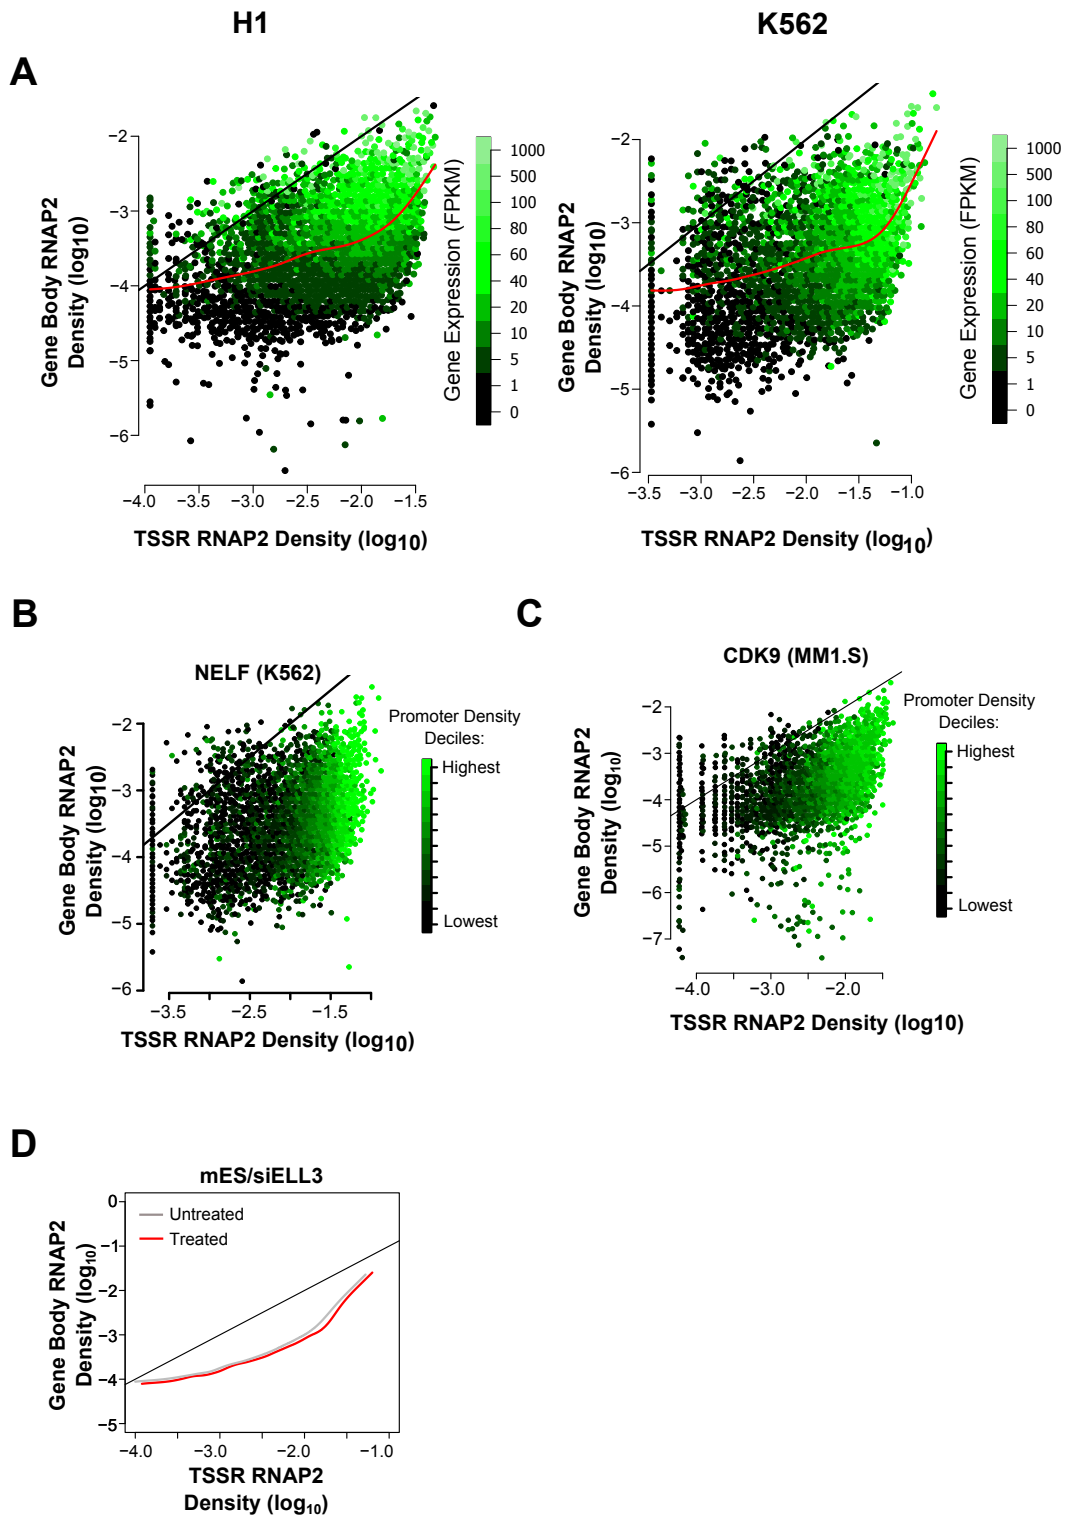 H1
K562
A
Gene Body RNAP2
Density (log10)
−2
−3
−4
−5
−6
−4.0
−3.5
−3.0
−2.5
−2.0
−1.5
TSSR RNAP2 Density (log10)
Gene Expression (FPKM)
1000
500
100
80
60
40
20
10
5
1
0
Gene Body RNAP2
Density (log10)
−2
−3
−4
−5
−6
−3.5
−3.0
−2.5
−2.0
−1.5
−1.0
TSSR RNAP2 Density (log10)
Gene Expression (FPKM)
1000
500
100
80
60
40
20
10
5
1
0
B
NELF (K562)
Gene Body RNAP2
Density (log10)
−2
−3
−4
−5
−6
−3.5
−2.5
−1.5
TSSR RNAP2 Density (log10)
Promoter Density
Deciles:
Highest
Lowest
C
CDK9 (MM1.S)
Gene Body RNAP2
Density (log10)
−2
−3
−4
−5
−6
−7
−4.0
−3.0
−2.0
TSSR RNAP2 Density (log10)
Promoter Density
Deciles:
Highest
Lowest
D
mES/siELL3
Gene Body RNAP2
Density (log10)
0
−1
−2
−3
−4
−5
Untreated
Treated
−4.0
−3.0
−2.0
−1.0
TSSR RNAP2
Density (log10)